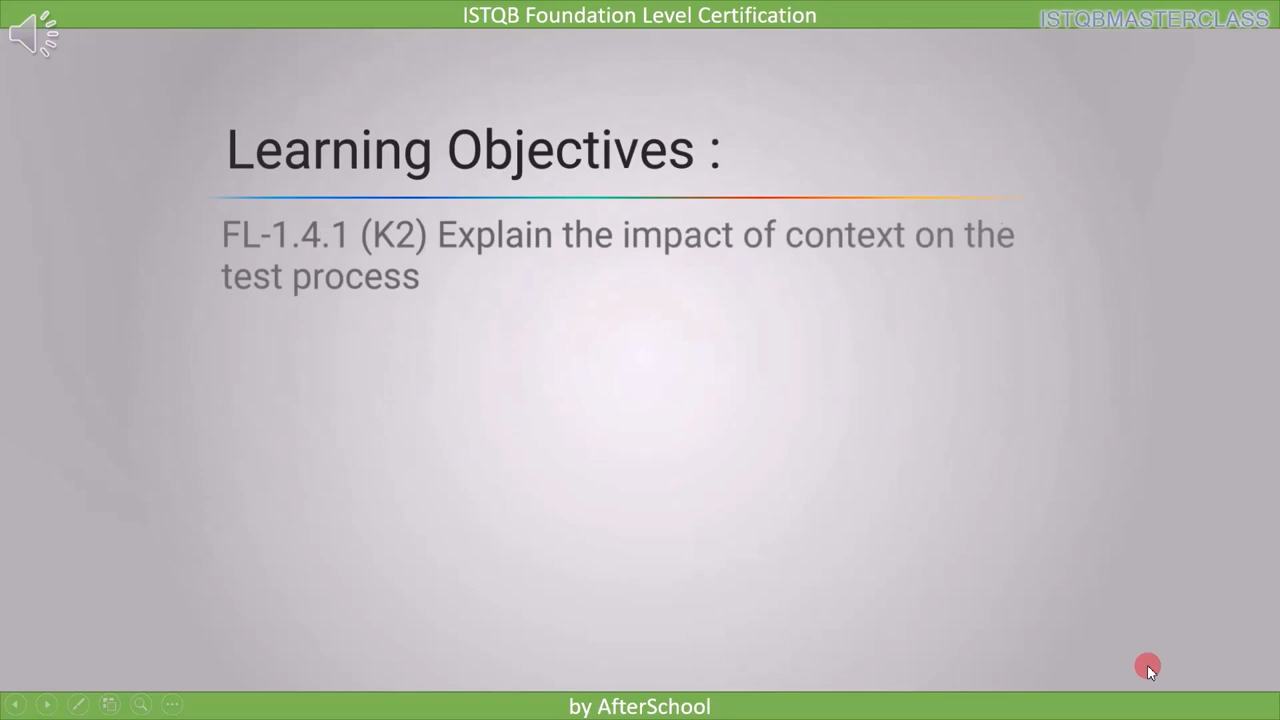 ISTQB Foundation Level Certification
ISTQBMASTERCLASS
Learning Objectives :
FL-1.4.1 (K2) Explain the impact of context on the
test process
by AfterSchool